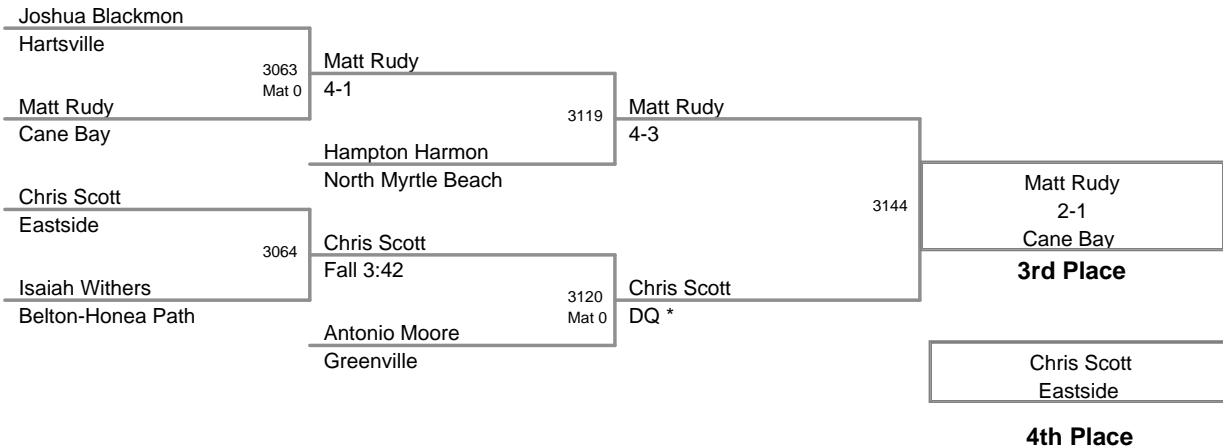 Joshua Blackmon
Hartsville
3063
Mat 0
Matt Rudy
4-1
Matt Rudy
Cane Bay
3119
Matt Rudy
4-3
Hampton Harmon
North Myrtle Beach
Chris Scott
Eastside
3064
Chris Scott
Fall 3:42
Isaiah Withers
Belton-Honea Path
3120
Mat 0
Chris Scott
DQ *
Antonio Moore
Greenville
3144
Matt Rudy
2-1
Cane Bay
3rd Place
Chris Scott
Eastside
4th Place